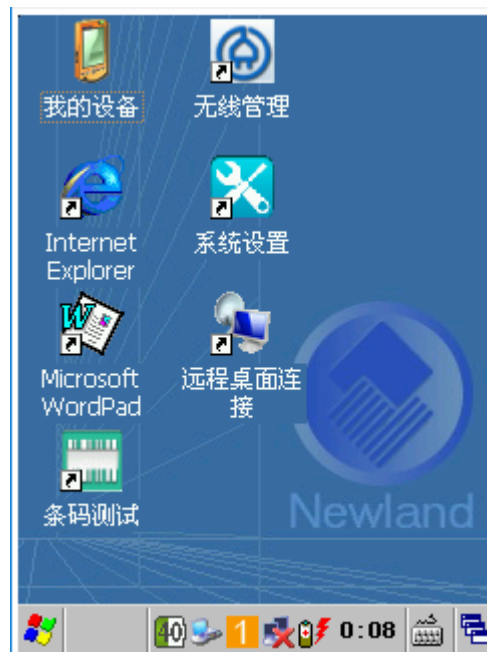 我的设备
无线管理
Internet
Explorer
系统设置
Microsoft
WordPad
远程桌面连
接
条码测试
Newland
40
1
0:08